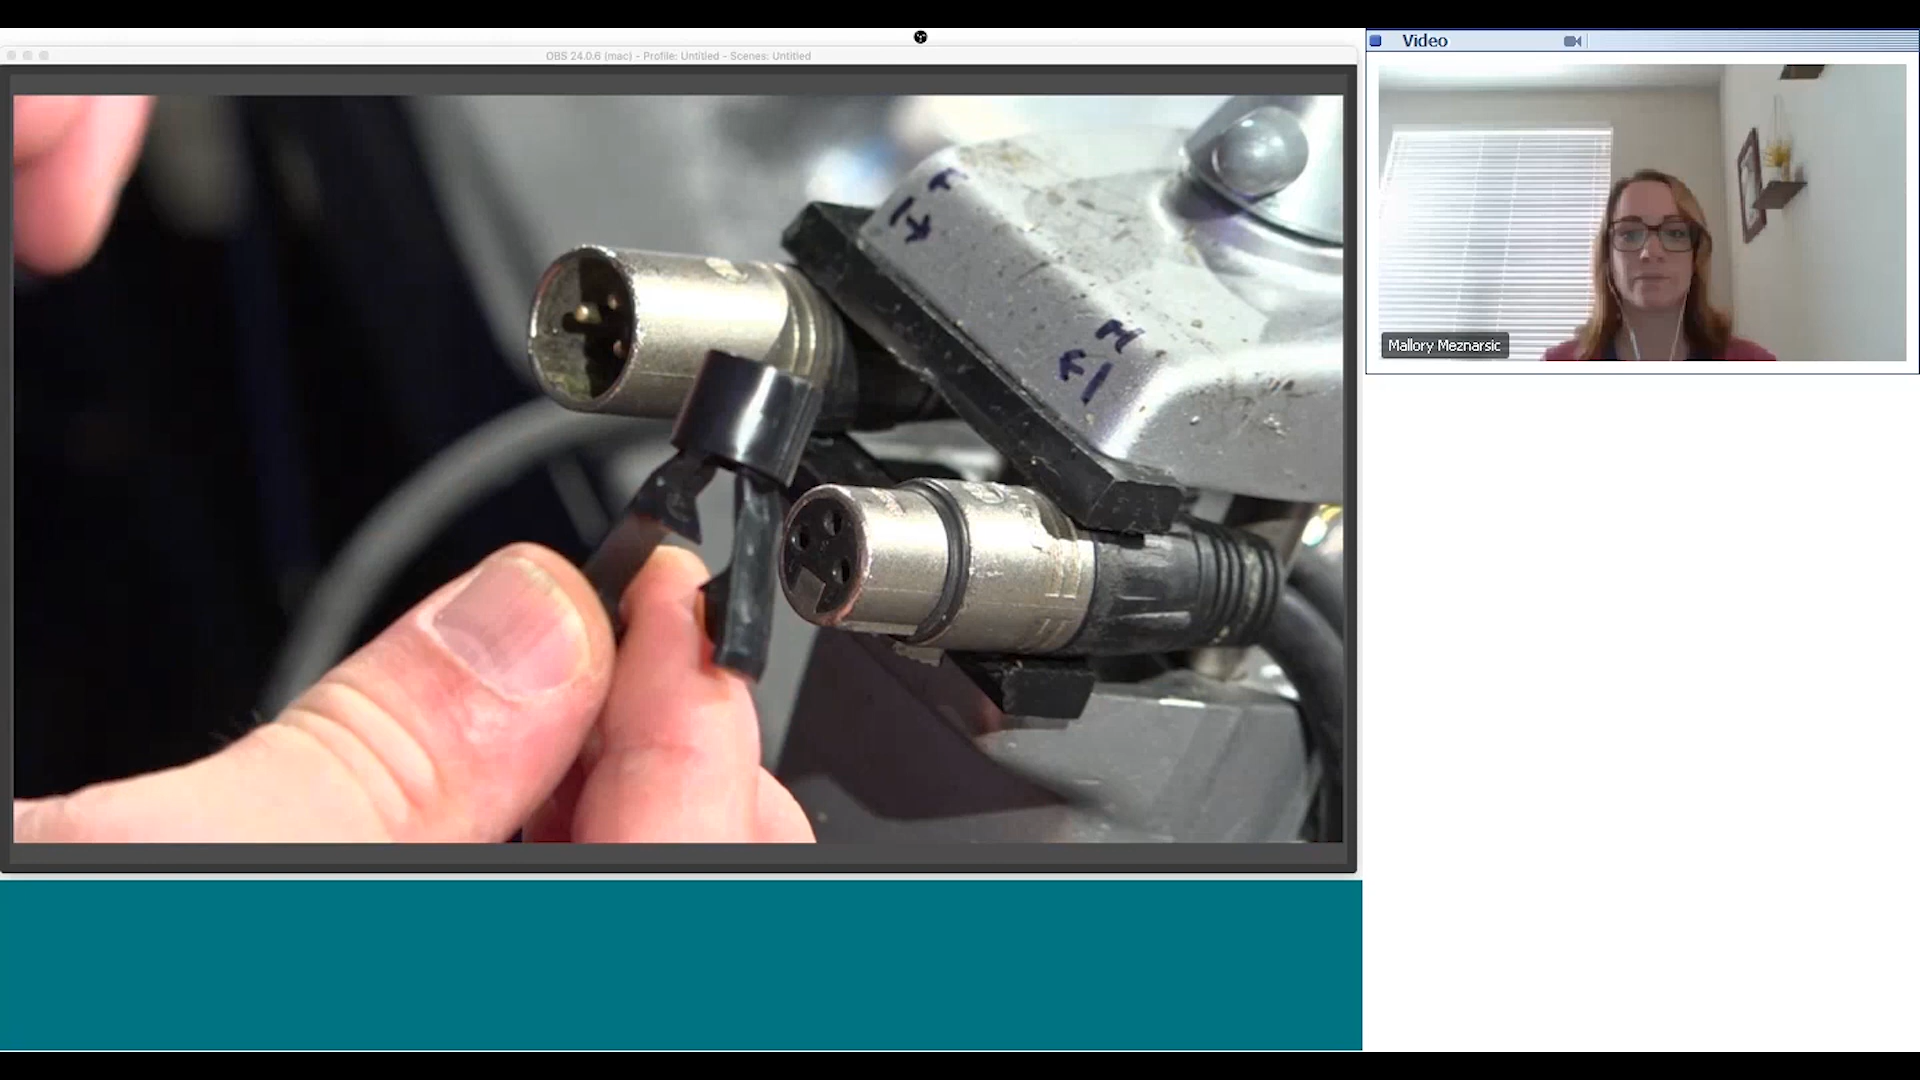 OBS 24.0.6 (mac) - Profile: Untitled - Scenes: Untitled
Video
Mallory Meznarsic